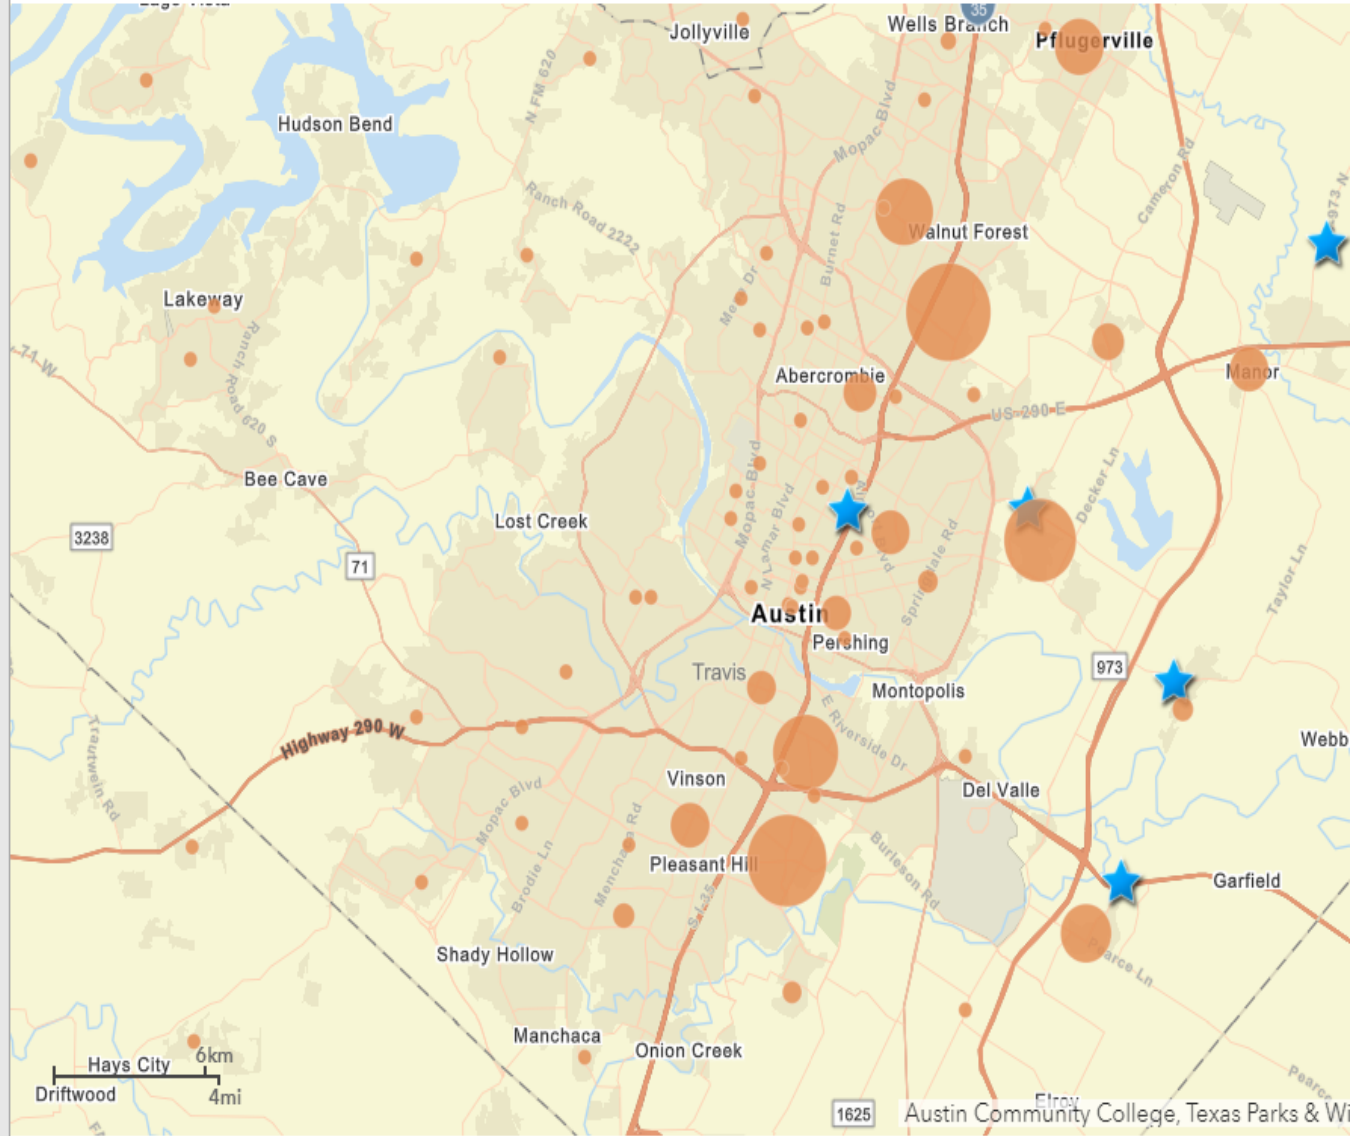 35
Jollyville
Wells Branch
Pflugerville
N FM 620
Hudson Bend
Mopac Blvd
Cameron Rd
973 N
Ranch Road 2222
Burnet Rd
Walnut Forest
Lakeway
Mesa Dr
71 W
Ranch Road 620 S
Abercrombie
Manor
US 290 E
Bee Cave
Mopac Blvd
N Lamar Blvd
Decker Ln
Lost Creek
3238
71
Springdale Rd
Taylor Ln
Austin
Pershing
973
Travis
Montopolis
E Riverside Dr
Highway 290 W
Trautwein Rd
Webb
Vinson
Del Valle
Mopac Blvd
Brodie Ln
Menchaca Rd
Pleasant Hill
Burleson Rd
S I-35
Garfield
Shady Hollow
Pearce Ln
Manchaca
Onion Creek
6km
Hays City
4mi
Driftwood
Pearce
Elroy
1625
Austin Community College, Texas Parks & Wi